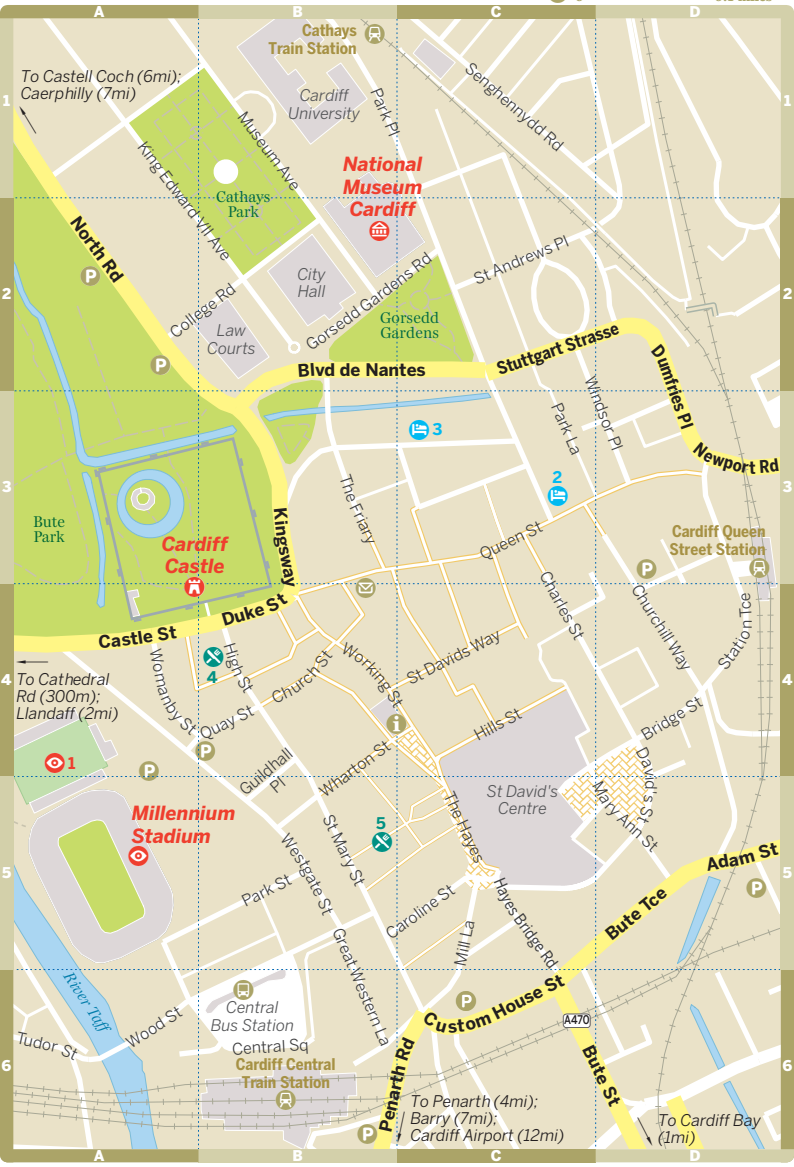 A
B
C
D
1
1
Cathays
Train Station
To Castell Coch (6mi);
Caerphilly (7mi)
Cardiff
University
Park Pl
Senghennydd Rd
Museum Ave
King Edward VII Ave
Cathays
Park
National
Museum
Cardiff
North Rd
P
2
2
City
Hall
College Rd
Law
Courts
Gorsedd Gardens Rd
Gorsedd
Gardens
St Andrews Pl
P
Blvd de Nantes
Stuttgart Strasse
Dumfries Pl
Windsor Pl
Park La
Newport Rd
3
2
3
3
The Friary
Queen St
Bute
Park
Cardiff
Castle
Kingsway
Cardiff Queen
Street Station
P
Charles St
Churchill Way
Station Tce
Castle St
Duke St
4
4
To Cathedral
Rd (300m);
Llandaff (2mi)
Womanby St
High St
4
Quay St
Church St
Working St
St Davids Way
Hills St
Bridge St
i
1
P
P
Guildhall
Pl
Wharton St
St David's
Centre
David's St
Mary Ann St
Millennium
Stadium
5
St Mary St
The Hayes
5
5
Adam St
P
Park St
Westgate St
Caroline St
Mill La
Hayes Bridge Rd
Bute Tce
River Taff
Great Western La
Wood St
Central
Bus Station
Central Sq
P
Custom House St
A470
Tudor St
6
6
Cardiff Central
Train Station
Penarth Rd
Bute St
To Penarth (4mi);
Barry (7mi);
Cardiff Airport (12mi)
To Cardiff Bay
(1mi)
P
A
B
C
D